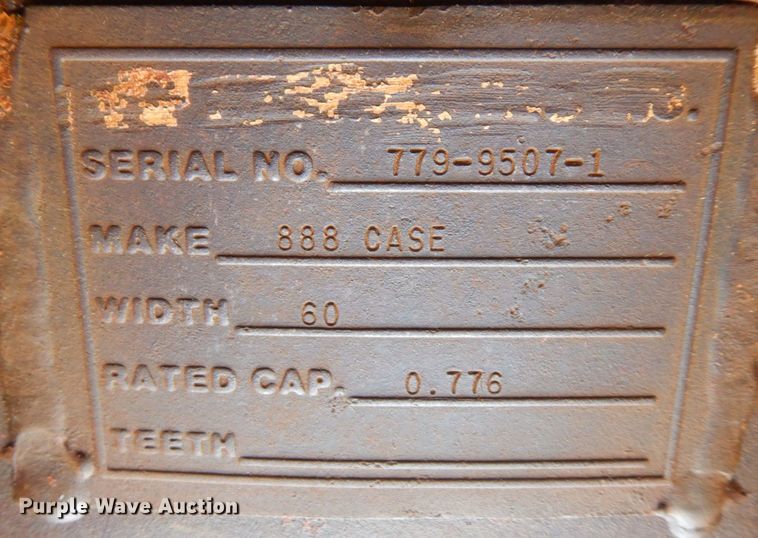 SERIAL NO. 779-9507-1
MAKE 888 CASE
WIDTH 60
RATED CAP. 0.776
TEETH
Purple Wave Auction